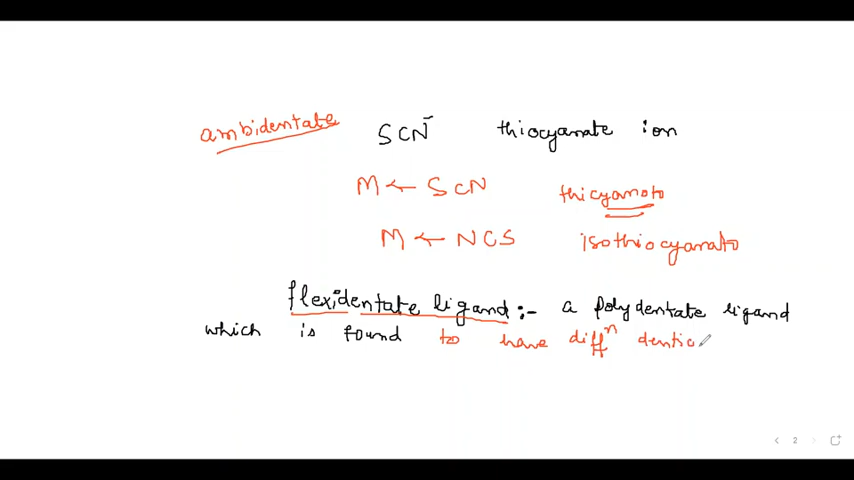 ambidentate SCN⁻ thiocyanate ion
M ← SCN thicyanato
M ← NCS isothiocyanato
flexidentate ligand :- a polydentate ligand
which is found to have diffⁿ dentic
2